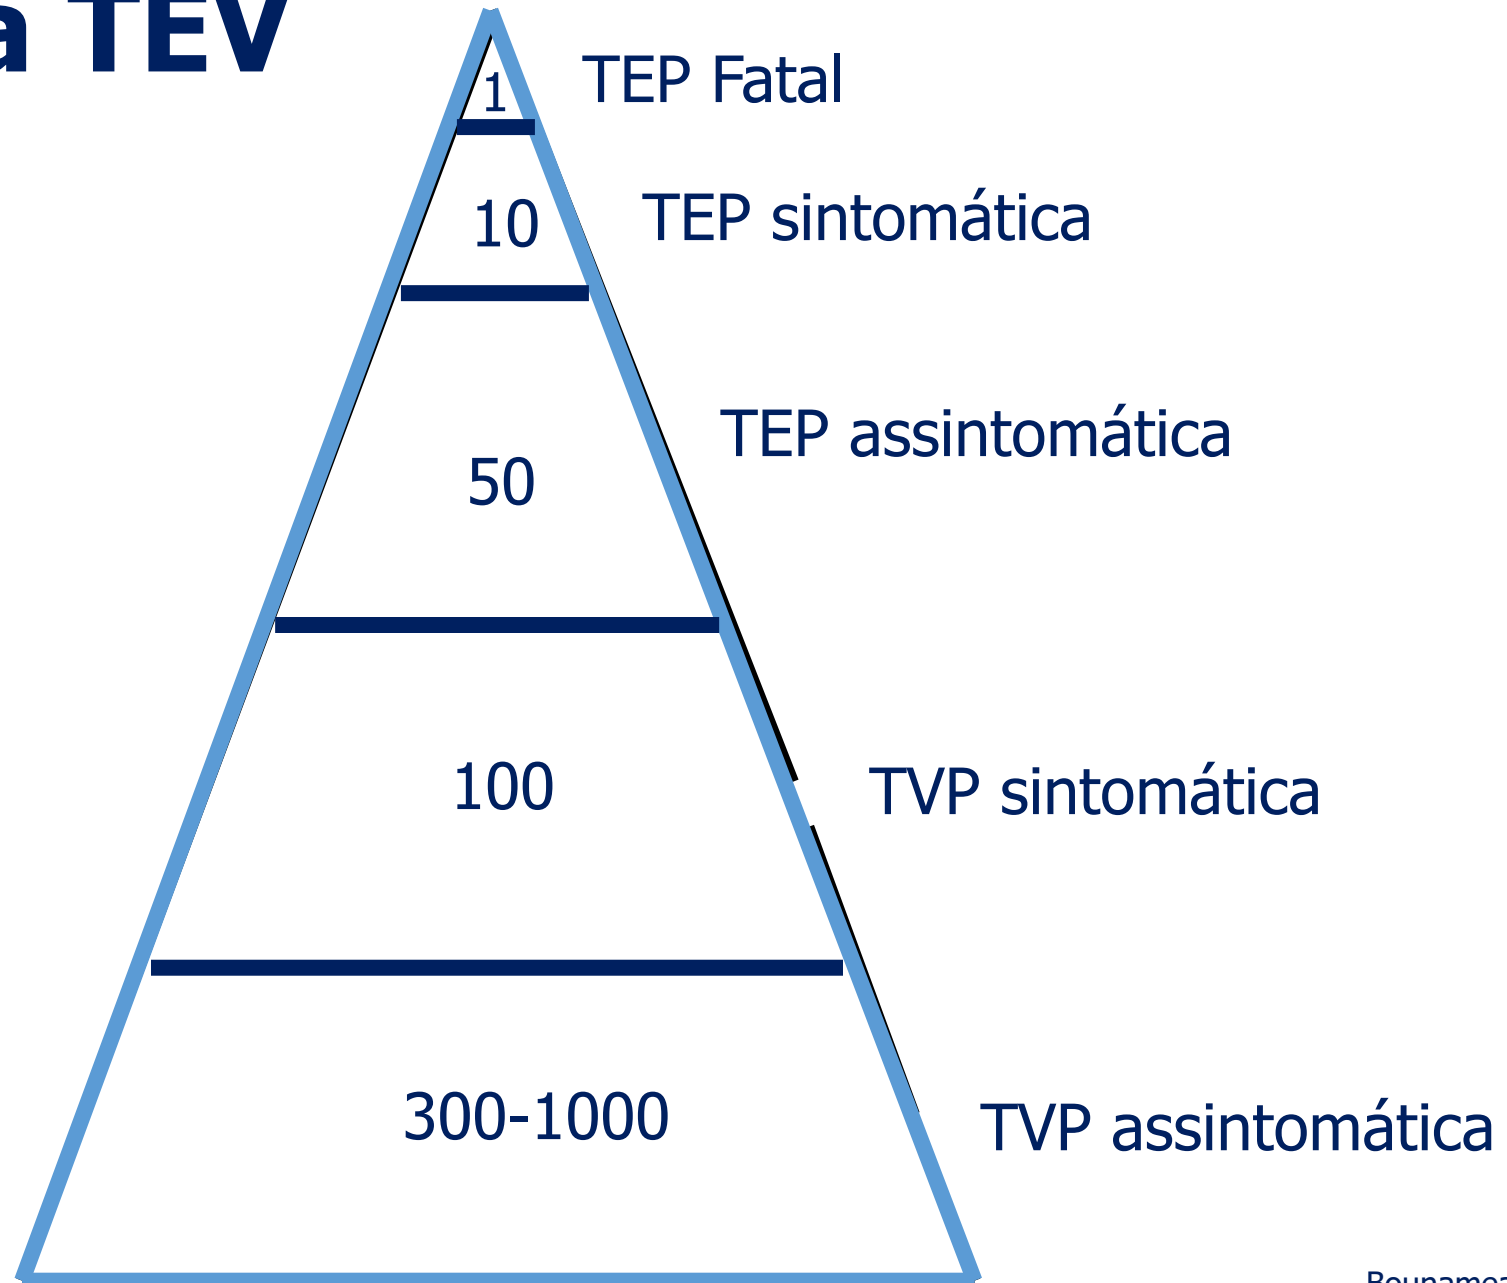 a TEV
1
TEP Fatal
10
TEP sintomática
TEP assintomática
50
100
TVP sintomática
300-1000
TVP assintomática